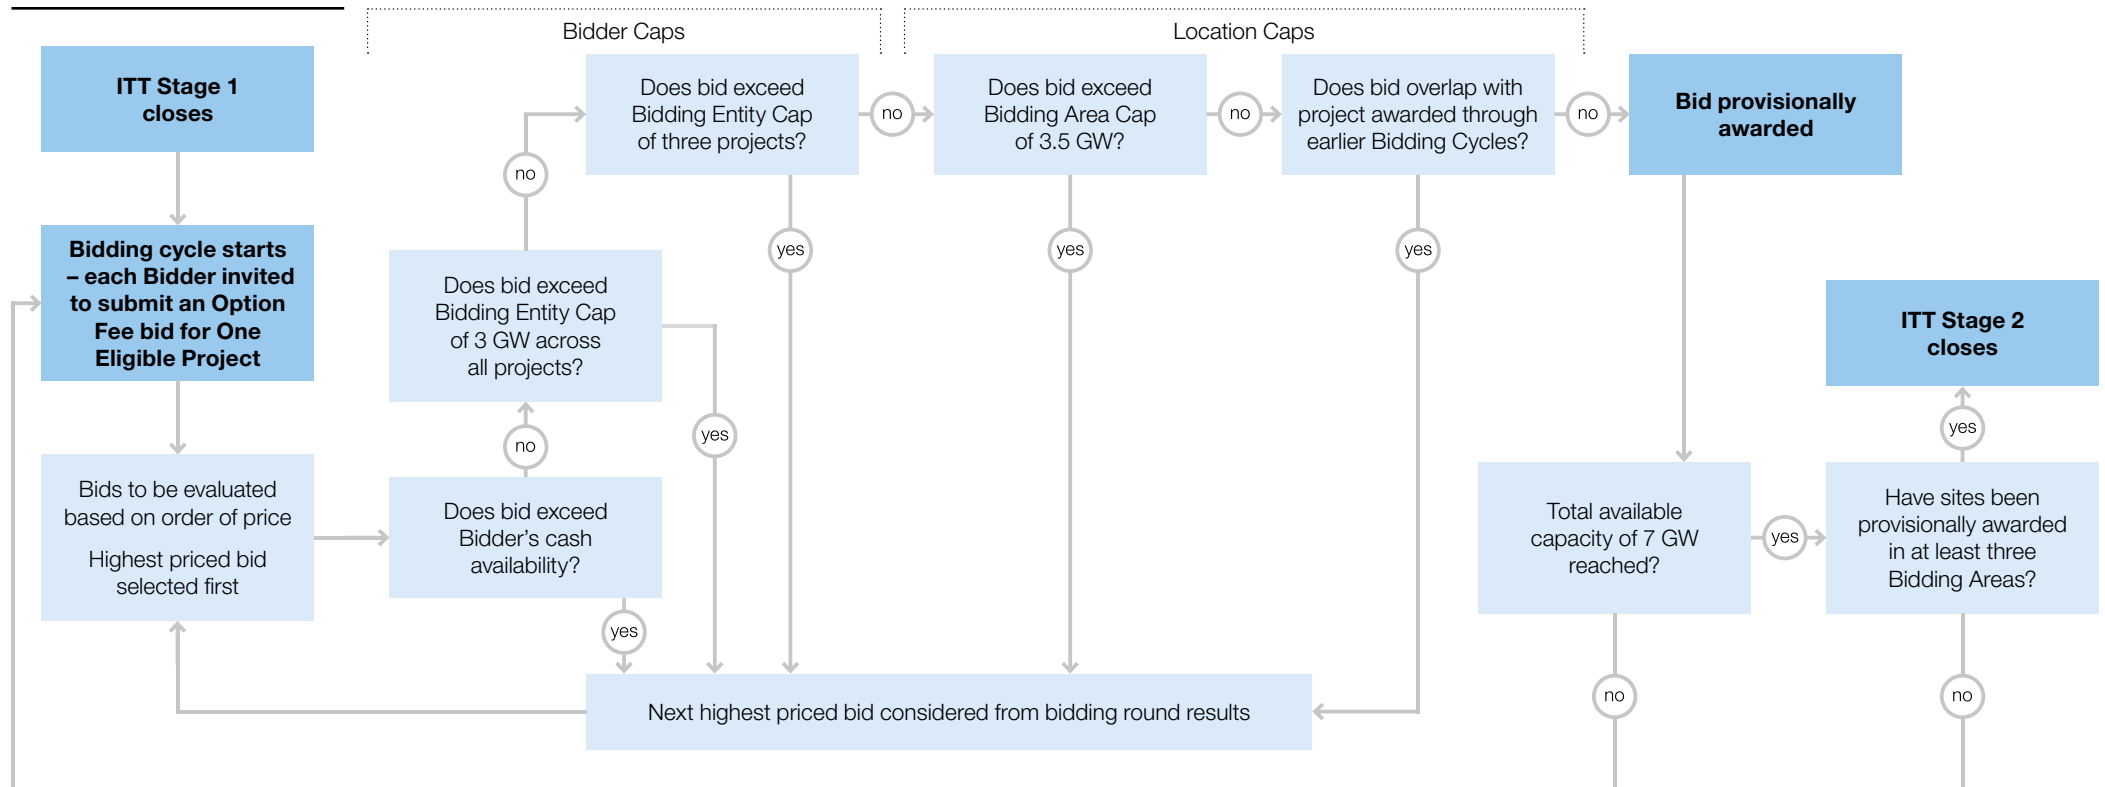 Bidder Caps
Location Caps
ITT Stage 1
closes
Bidding cycle starts
– each Bidder invited
to submit an Option
Fee bid for One
Eligible Project
Bids to be evaluated
based on order of price
Highest priced bid
selected first
Does bid exceed
Bidder’s cash
availability?
no
yes
Does bid exceed
Bidding Entity Cap
of 3 GW across
all projects?
no
yes
Does bid exceed
Bidding Entity Cap
of three projects?
no
yes
Does bid exceed
Bidding Area Cap
of 3.5 GW?
no
yes
Does bid overlap with
project awarded through
earlier Bidding Cycles?
no
yes
Next highest priced bid considered from bidding round results
Bid provisionally
awarded
Total available
capacity of 7 GW
reached?
yes
no
Have sites been
provisionally awarded
in at least three
Bidding Areas?
yes
no
ITT Stage 2
closes